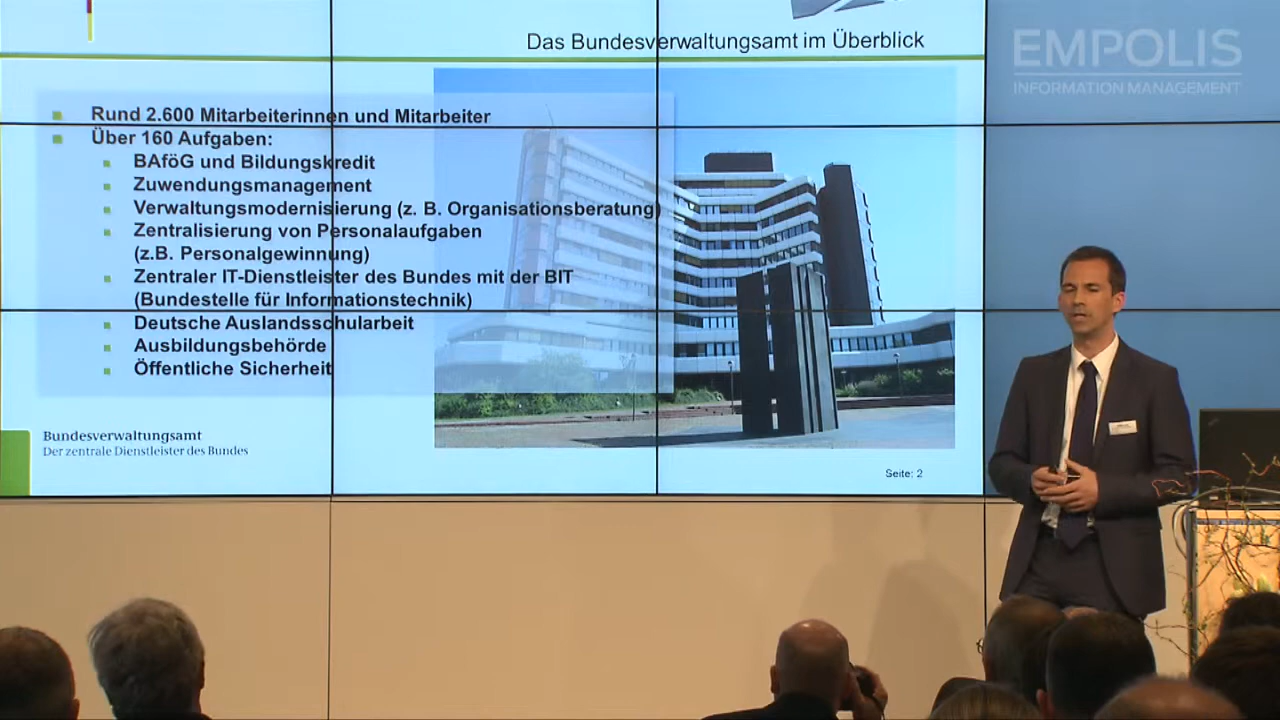 Das Bundesverwaltungsamt im Überblick
EMPOLIS
INFORMATION MANAGEMENT
Rund 2.600 Mitarbeiterinnen und Mitarbeiter
Über 160 Aufgaben:
BAföG und Bildungskredit
Zuwendungsmanagement
Verwaltungsmodernisierung (z. B. Organisationsberatung)
Zentralisierung von Personalaufgaben
(z.B. Personalgewinnung)
Zentraler IT-Dienstleister des Bundes mit der BIT
(Bundestelle für Informationstechnik)
Deutsche Auslandsschularbeit
Ausbildungsbehörde
Öffentliche Sicherheit
Bundesverwaltungsamt
Der zentrale Dienstleister des Bundes
Seite: 2